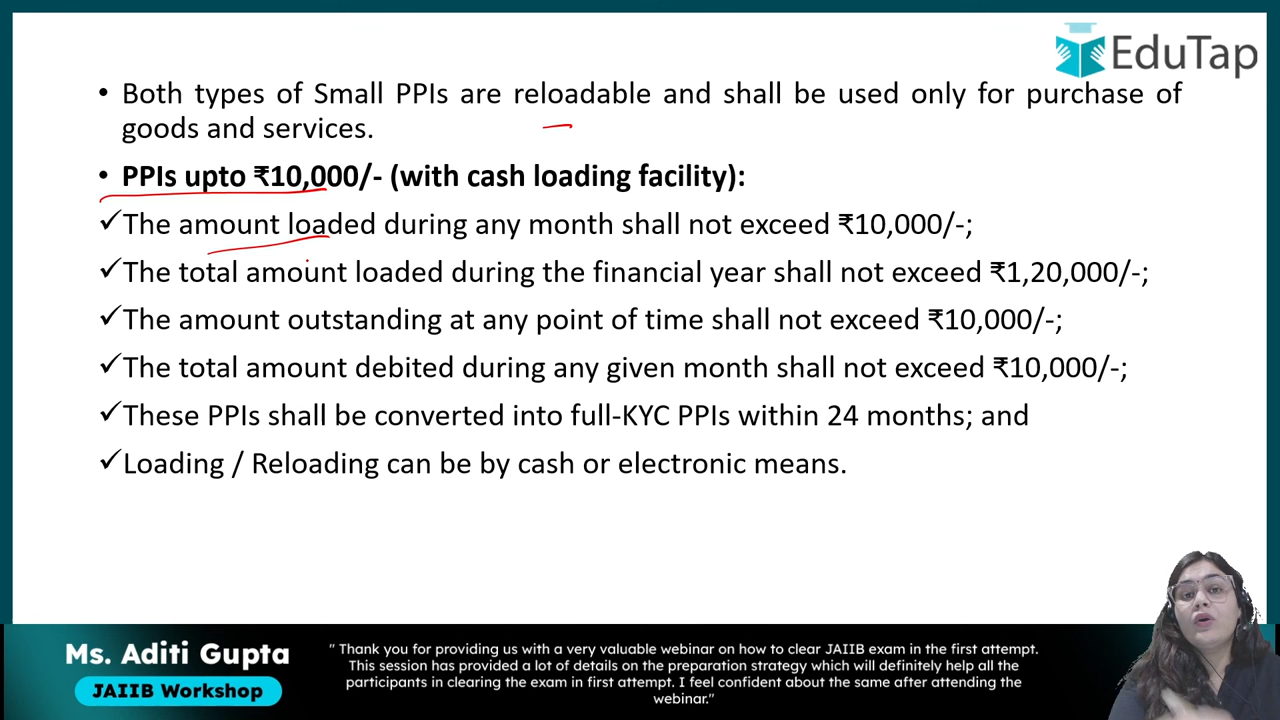 EduTap
• Both types of Small PPIs are reloadable and shall be used only for purchase of
goods and services.
• PPIs upto ₹10,000/- (with cash loading facility):
✓The amount loaded during any month shall not exceed ₹10,000/-;
✓The total amount loaded during the financial year shall not exceed ₹1,20,000/-;
✓The amount outstanding at any point of time shall not exceed ₹10,000/-;
✓The total amount debited during any given month shall not exceed ₹10,000/-;
✓These PPIs shall be converted into full-KYC PPIs within 24 months; and
✓Loading / Reloading can be by cash or electronic means.
Ms. Aditi Gupta
JAIIB Workshop
" Thank you for providing us with a very valuable webinar on how to clear JAIIB exam in the first attempt.
This session has provided a lot of details on the preparation strategy which will definitely help all the
participants in clearing the exam in first attempt. I feel confident about the same after attending the
webinar."